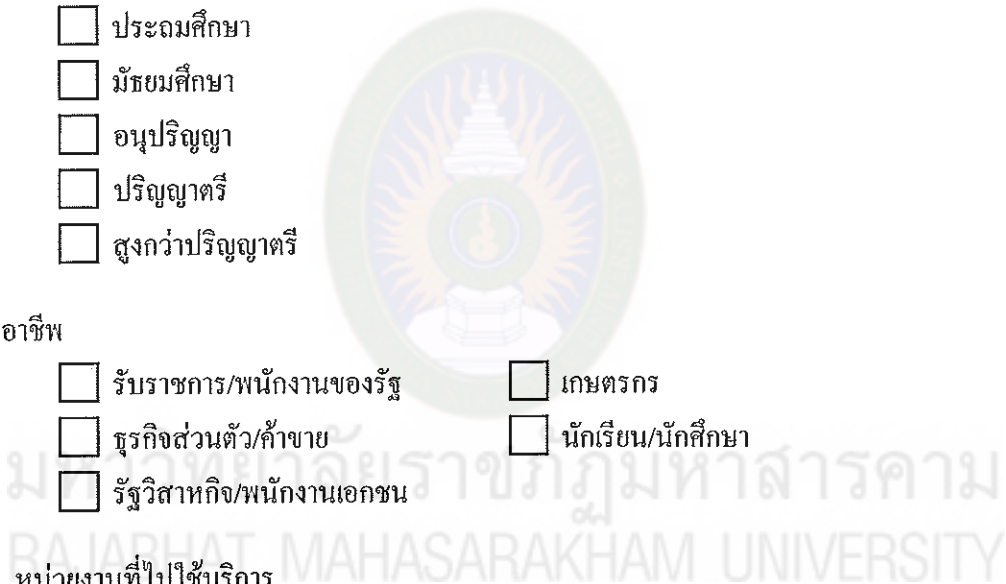 ประถมศึกษา
มัธยมศึกษา
อนุปริญญา
ปริญญาตรี
สูงกว่าปริญญาตรี
อาชีพ
รับราชการ/พนักงานของรัฐ เกษตรกร
ธุรกิจส่วนตัว/ค้าขาย นักเรียน/นักศึกษา
รัฐวิสาหกิจ/พนักงานเอกชน
มหาวิทยาลัยราชภัฏมหาสารคาม
RAJABHAT MAHASARAKHAM UNIVERSITY
หน่วยงานที่ไปใช้บริการ